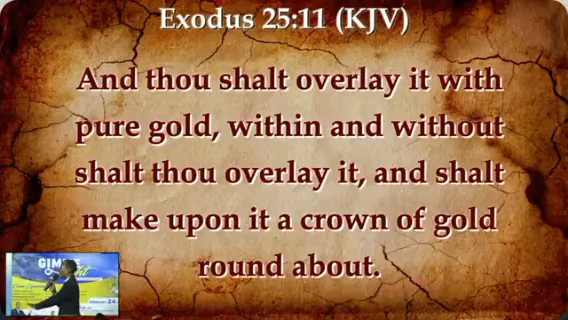 Exodus 25:11 (KJV)
And thou shalt overlay it with
pure gold, within and without
shalt thou overlay it, and shalt
make upon it a crown of gold
round about.